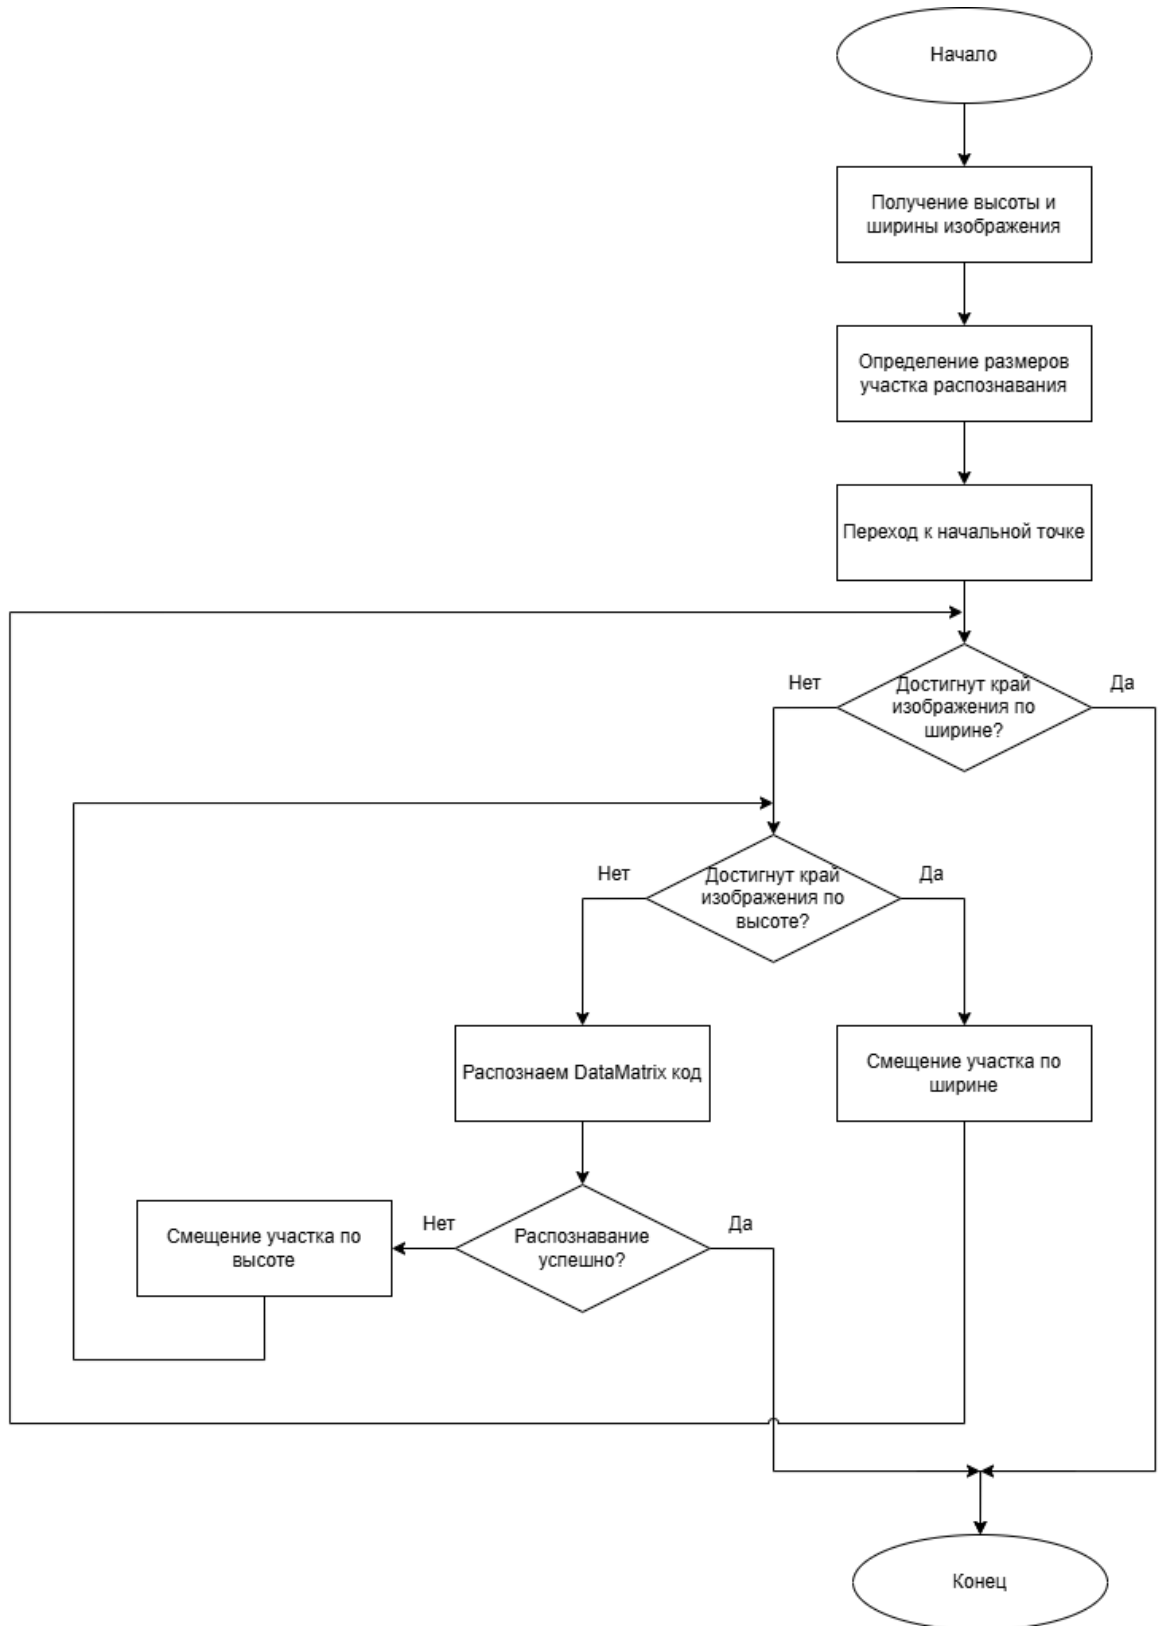 Начало
Получение высоты и
ширины изображения
Определение размеров
участка распознавания
Переход к начальной точке
Нет
Достигнут край
изображения по
ширине?
Да
Нет
Достигнут край
изображения по
высоте?
Да
Распознаем DataMatrix код
Смещение участка по
ширине
Смещение участка по
высоте
Нет
Распознавание
успешно?
Да
Конец